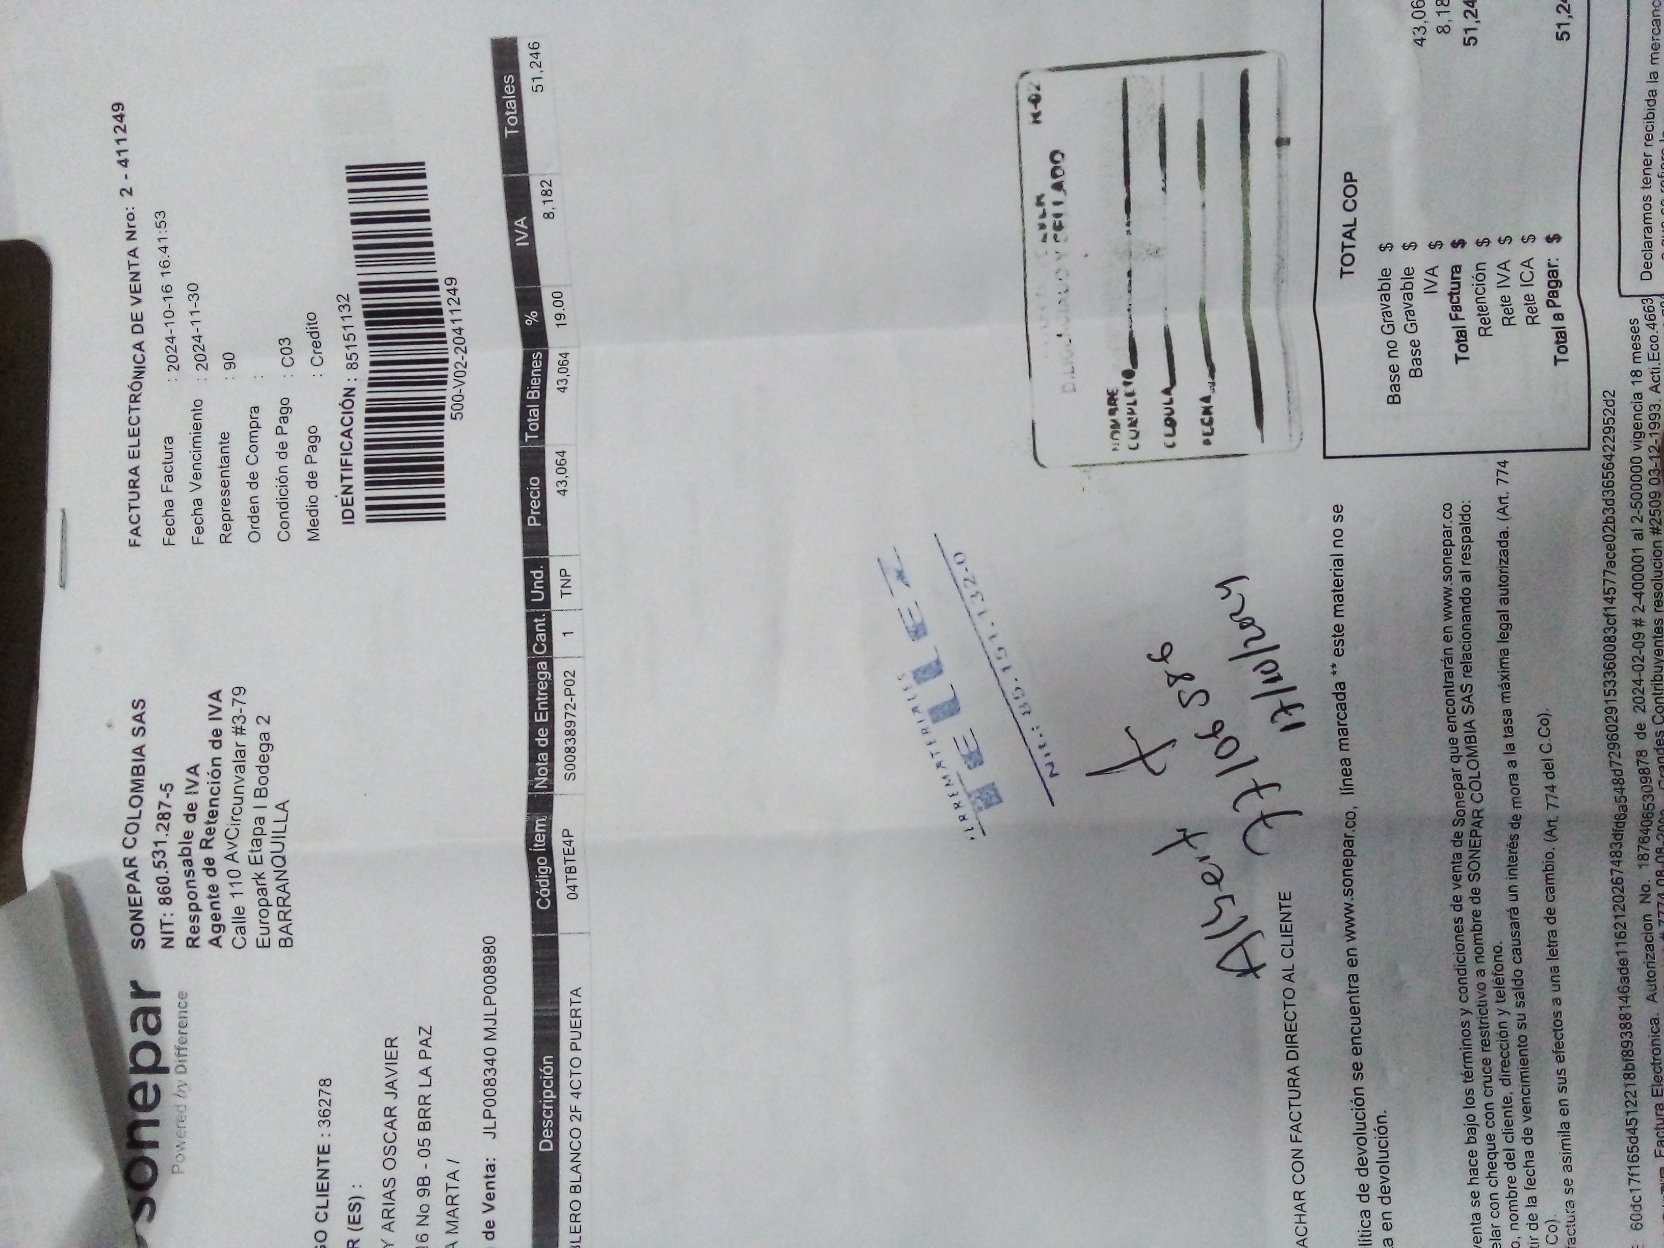 sonepar
Powered by Difference
SONEPAR COLOMBIA SAS
NIT: 860.531.287-5
Responsable de IVA
Agente de Retención de IVA
Calle 110 AvCircunvalar #3-79
Europark Etapa I Bodega 2
BARRANQUILLA
FACTURA ELECTRÓNICA DE VENTA Nro: 2 - 411249
Fecha Factura : 2024-10-16 16.41:53
Fecha Vencimiento : 2024-11-30
Representante : 90
Orden de Compra :
Condición de Pago : C03
Medio de Pago : Credito
IDENTIFICACIÓN : 85151132
500-V02-20411249
GO CLIENTE : 36278
R (ES) :
Y ARIAS OSCAR JAVIER
No 9B - 05 BRR LA PAZ
A MARTA /
de Venta: JLP008340 MJLP008980
Descripción Código Ítem Nota de Entrega Cant. Und. Precio Total Bienes % IVA Totales
BLERO BLANCO 2F 4CTO PUERTA 04TBTE4P S00838972-P02 1 TNP 43,064 43,064 19.00 8,182 51,246
NIT.: 85.151.132-0
77106586
17/10/2024
M-02
Y SELLADO
NOMBRE
COMPLETO
CEDULA
FECHA
ACHAR CON FACTURA DIRECTO AL CLIENTE
lítica de devolución se encuentra en www.sonepar.co, línea marcada ** este material no se
a en devolución.
TOTAL COP
Base no Gravable $
Base Gravable $ 43,06
IVA $ 8,18
Total Factura $ 51,24
Retención $
Rete IVA $
Rete ICA $
Total a Pagar: $ 51,24
venta se hace bajo los términos y condiciones de venta de Sonepar que encontrarán en www.sonepar.co
elar con cheque con cruce restrictivo a nombre de SONEPAR COLOMBIA SAS relacionando al respaldo:
o, nombre del cliente, dirección y teléfono.
tir de la fecha de vencimiento su saldo causará un interés de mora a la tasa máxima legal autorizada. (Art. 774
Co).
factura se asimila en sus efectos a una letra de cambio. (Art. 774 del C.Co).
Factura Electronica. Autorizacion No. 18764065309878 de 2024-02-09 # 2-400001 al 2-500000 vigencia 18 meses
Grandes Contribuyentes resolucion #2509 03-12-1993. Acti.Eco.4663
Declaramos tener recibida la mercanc